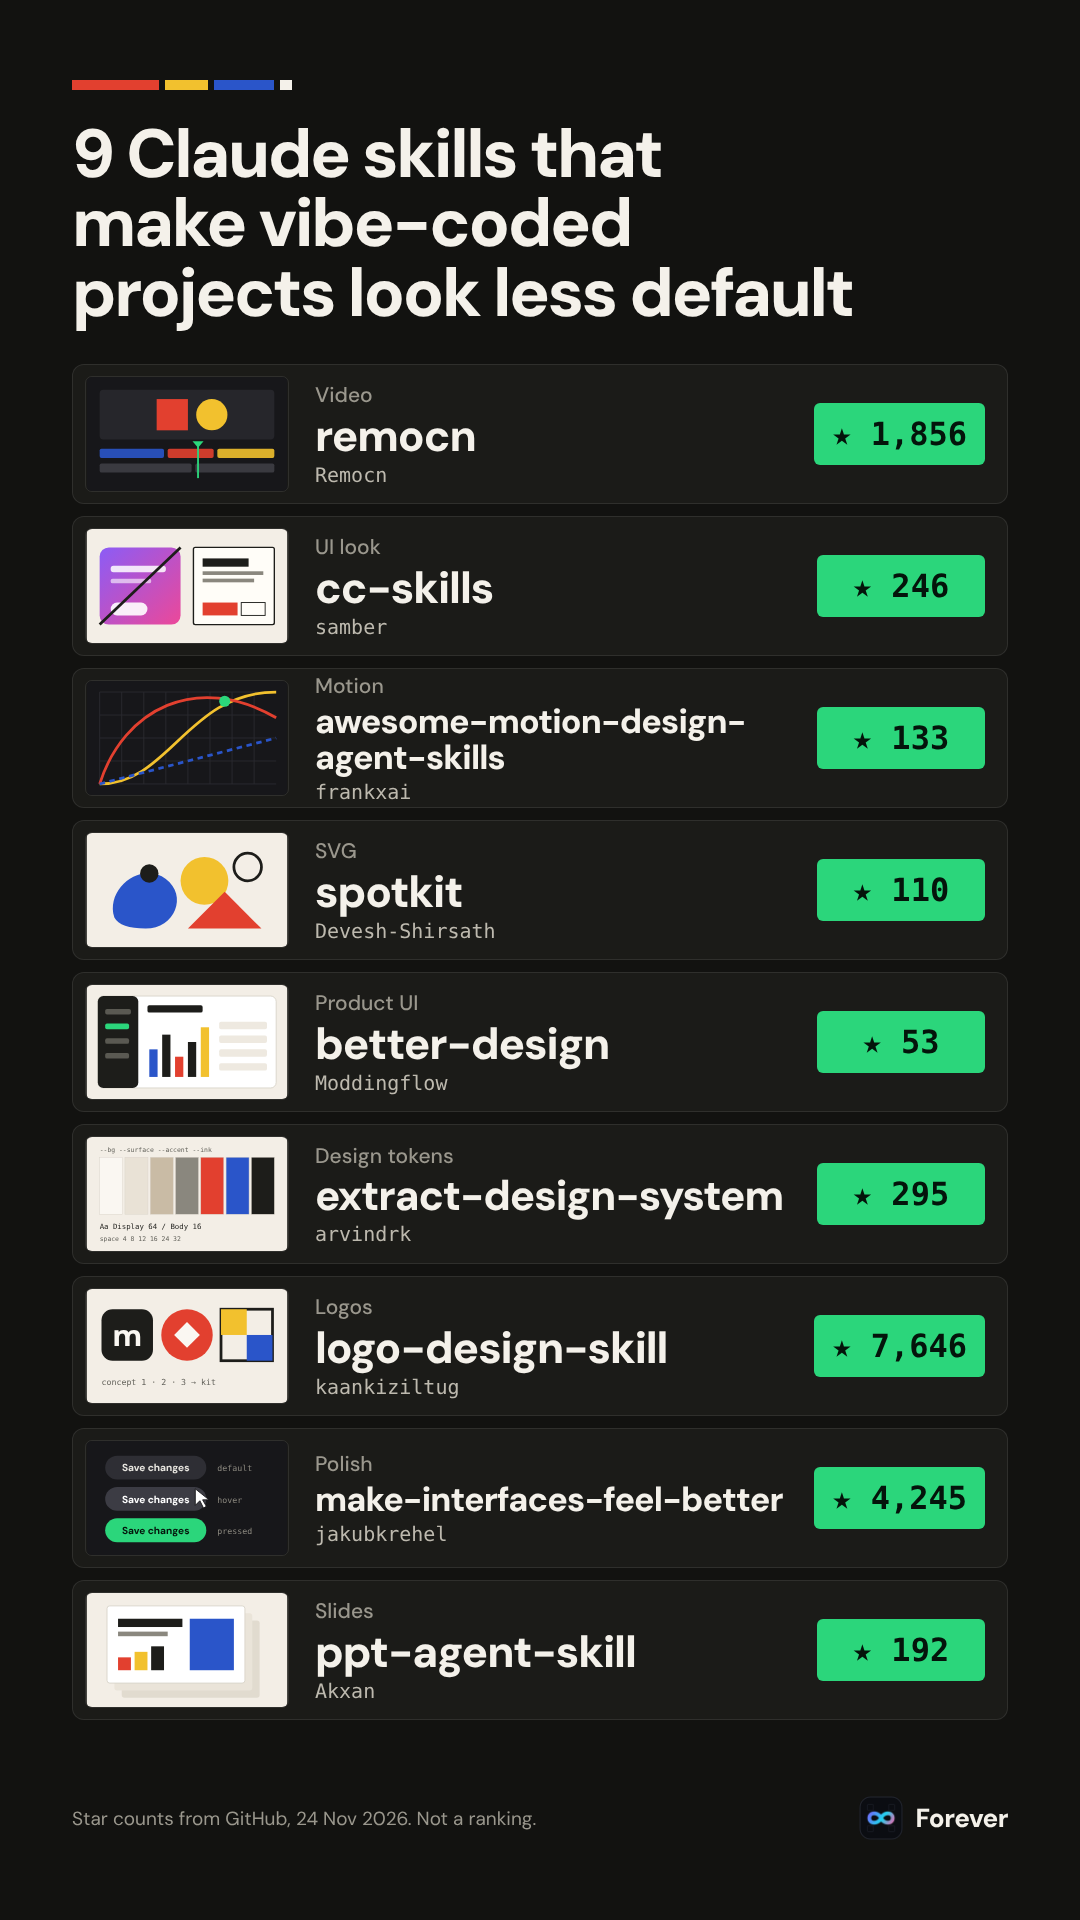 9 Claude skills that
make vibe-coded
projects look less default
Video
remocn
Remocn
★ 1,856
UI look
cc-skills
samber
★ 246
Motion
awesome-motion-design-
agent-skills
frankxai
★ 133
SVG
spotkit
Devesh-Shirsath
★ 110
Product UI
better-design
Moddingflow
★ 53
--bg --surface --accent --ink
Aa Display 64 / Body 16
space 4 8 12 16 24 32
Design tokens
extract-design-system
arvindrk
★ 295
m
concept 1 · 2 · 3 → kit
Logos
logo-design-skill
kaankiziltug
★ 7,646
Save changes default
Save changes hover
Save changes pressed
Polish
make-interfaces-feel-better
jakubkrehel
★ 4,245
Slides
ppt-agent-skill
Akxan
★ 192
Star counts from GitHub, 24 Nov 2026. Not a ranking.
Forever